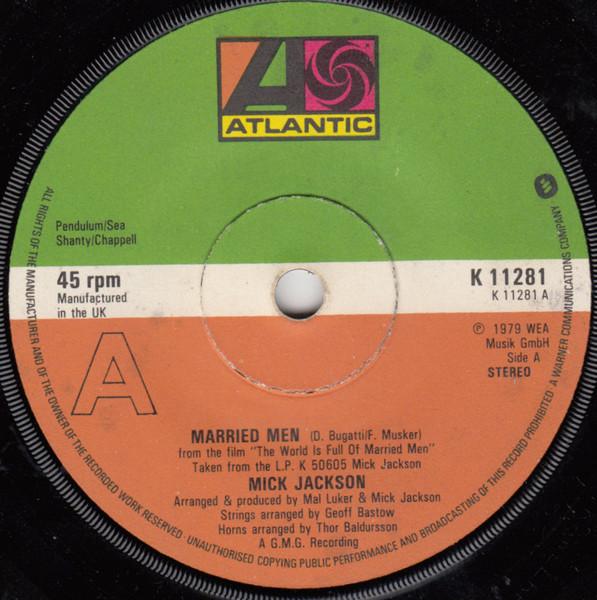 ATLANTIC
Pendulum/Sea
Shanty/Chappell
45 rpm
Manufactured
in the UK
K 11281
K 11281 A
℗ 1979 WEA
Musik GmbH
Side A
STEREO
A
MARRIED MEN (D. Bugatti/F. Musker)
from the film "The World Is Full Of Married Men"
Taken from the L.P. K 50605 Mick Jackson
MICK JACKSON
Arranged & produced by Mal Luker & Mick Jackson
Strings arranged by Geoff Bastow
Horns arranged by Thor Baldursson
A G.M.G. Recording
ALL RIGHTS OF THE MANUFACTURER AND OF THE OWNER OF THE RECORDED WORK RESERVED · UNAUTHORISED COPYING PUBLIC PERFORMANCE AND BROADCASTING OF THIS RECORD PROHIBITED · A WARNER COMMUNICATIONS COMPANY